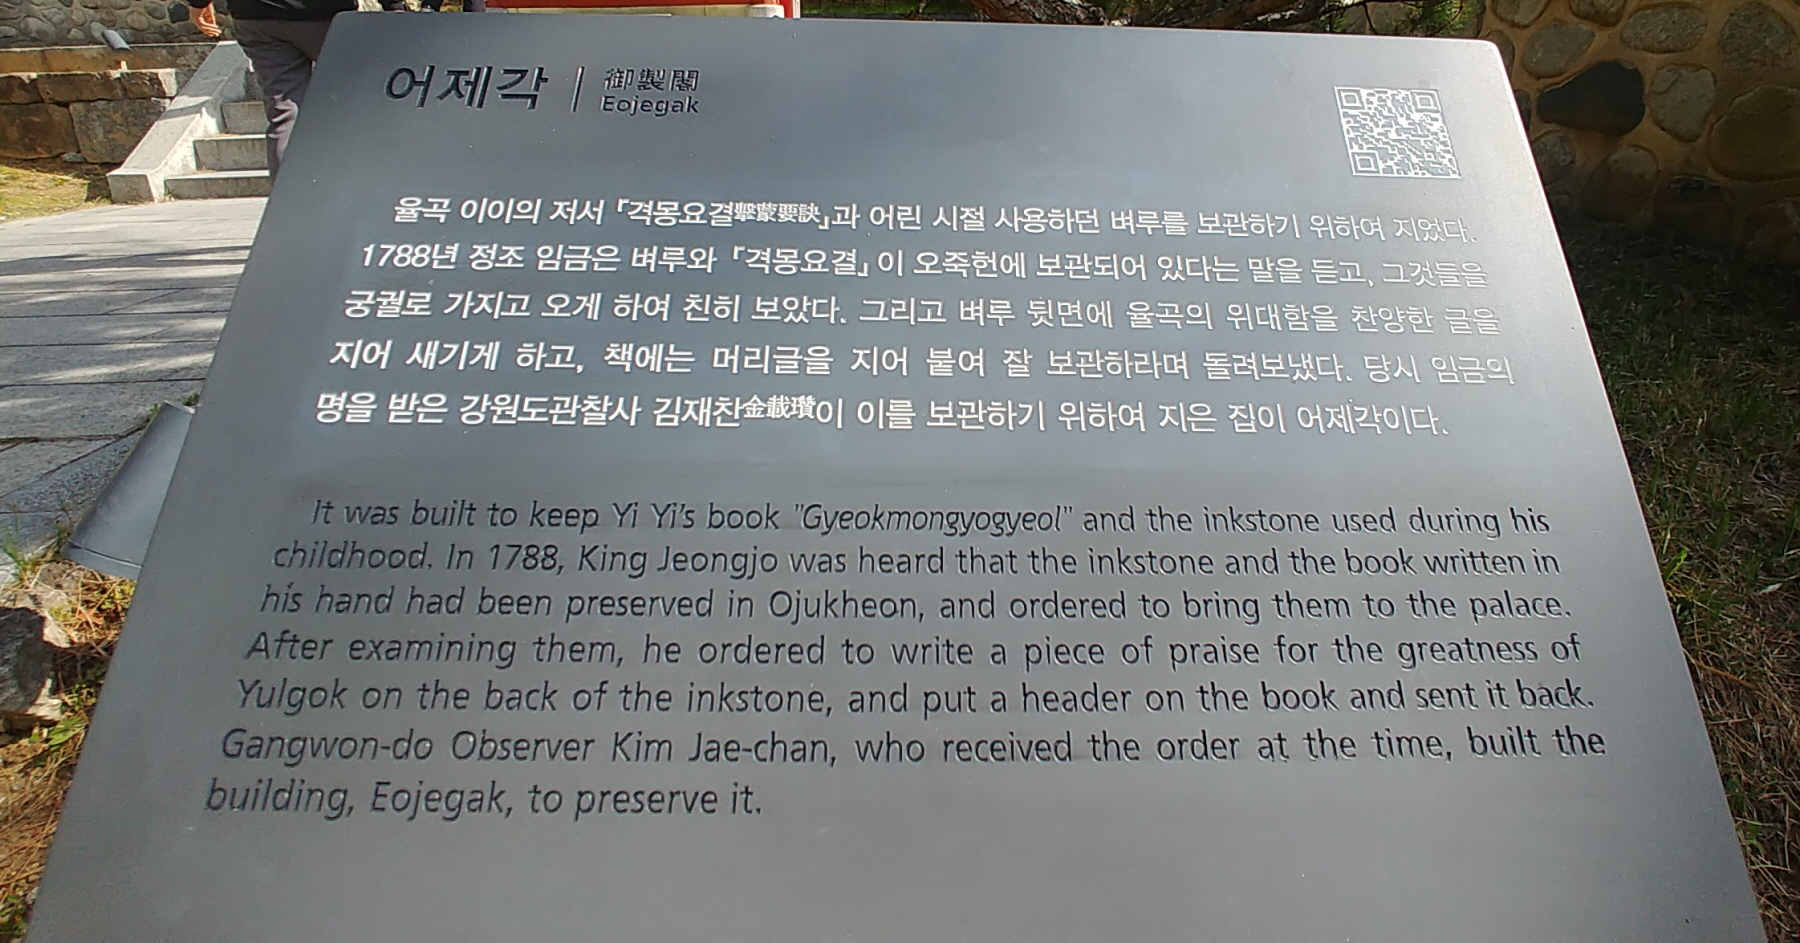 어제각 | 御製閣
Eojegak
율곡 이이의 저서 『격몽요결擊蒙要訣』과 어린 시절 사용하던 벼루를 보관하기 위하여 지었다.
1788년 정조 임금은 벼루와 『격몽요결』이 오죽헌에 보관되어 있다는 말을 듣고, 그것들을
궁궐로 가지고 오게 하여 친히 보았다. 그리고 벼루 뒷면에 율곡의 위대함을 찬양한 글을
지어 새기게 하고, 책에는 머리글을 지어 붙여 잘 보관하라며 돌려보냈다. 당시 임금의
명을 받은 강원도관찰사 김재찬金載瓚이 이를 보관하기 위하여 지은 집이 어제각이다.
It was built to keep Yi Yi's book "Gyeokmongyogyeol" and the inkstone used during his
childhood. In 1788, King Jeongjo was heard that the inkstone and the book written in
his hand had been preserved in Ojukheon, and ordered to bring them to the palace.
After examining them, he ordered to write a piece of praise for the greatness of
Yulgok on the back of the inkstone, and put a header on the book and sent it back.
Gangwon-do Observer Kim Jae-chan, who received the order at the time, built the
building, Eojegak, to preserve it.